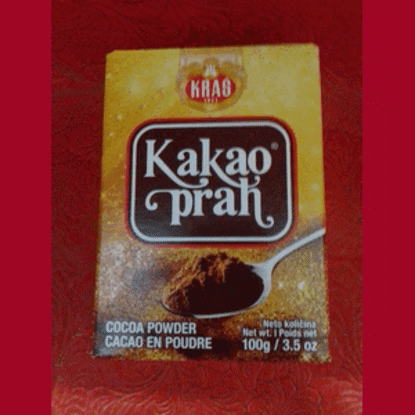 KRAŠ
1911
Kakao®
prah
COCOA POWDER
CACAO EN POUDRE
Neto količina
Net wt. | Poids net
100g / 3.5 oz